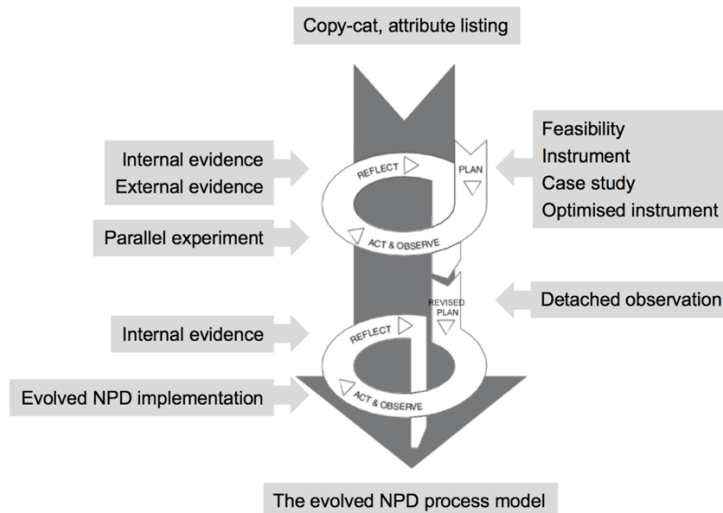 Copy-cat, attribute listing
Internal evidence
External evidence
REFLECT
PLAN
Feasibility
Instrument
Case study
Optimised instrument
Parallel experiment
ACT & OBSERVE
REVISED
PLAN
Detached observation
Internal evidence
REFLECT
Evolved NPD implementation
ACT & OBSERVE
The evolved NPD process model